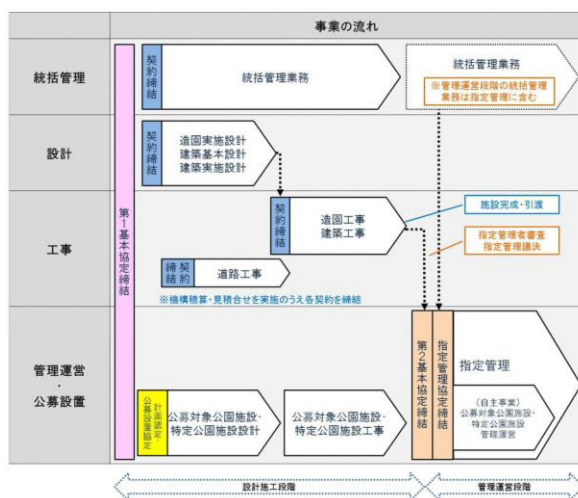 事業の流れ
統括管理
契約締結
統括管理業務
統括管理業務
※管理運営段階の統括管理
業務は指定管理に含む
設計
契約締結
造園実施設計
建築基本設計
建築実施設計
第1基本協定締結
工事
契約締結
造園工事
建築工事
施設完成・引渡
指定管理者審査
指定管理議決
契約
締結
道路工事
※機構積算・見積合せを実施のうえ各契約を締結
管理運営
・
公募設置
計画認定・
公募設置協定
公募対象公園施設・
特定公園施設設計
公募対象公園施設・
特定公園施設工事
第2基本協定締結
指定管理協定締結
指定管理
(自主事業)
公募対象公園施設・
特定公園施設
管理運営
設計施工段階
管理運営段階